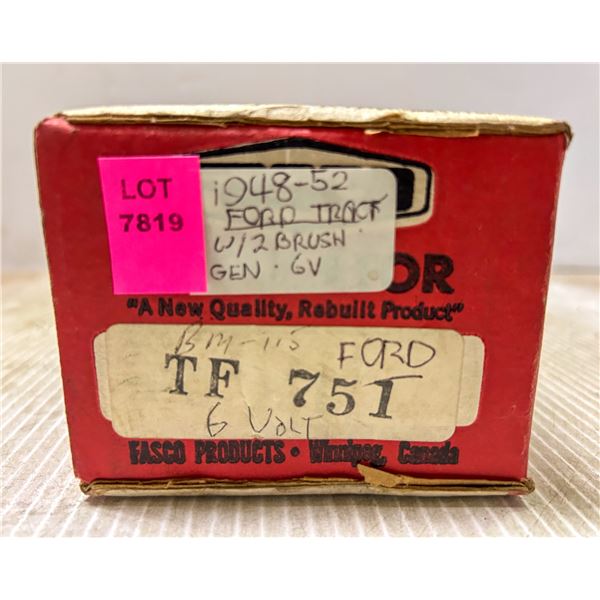 LOT
7819
1948-52
FORD TRACT
W/2 BRUSH
GEN. 6V
OR
"A New Quality, Rebuilt Product"
BM-115 FORD
TF 751
6 VOLT
FASCO PRODUCTS • Winnipeg, Canada